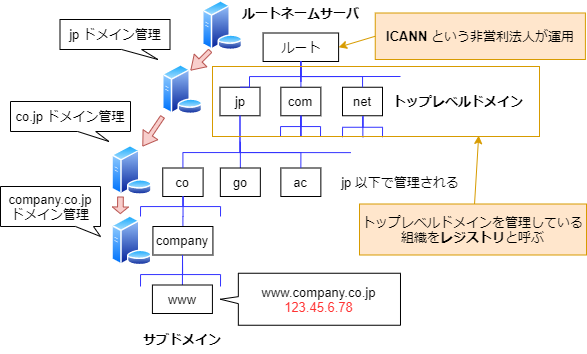 ルートネームサーバ
jp ドメイン管理
ルート
ICANN という非営利法人が運用
jp
com
net
トップレベルドメイン
co.jp ドメイン管理
co
go
ac
jp 以下で管理される
company.co.jp
ドメイン管理
company
トップレベルドメインを管理している
組織をレジストリと呼ぶ
www
www.company.co.jp
123.45.6.78
サブドメイン